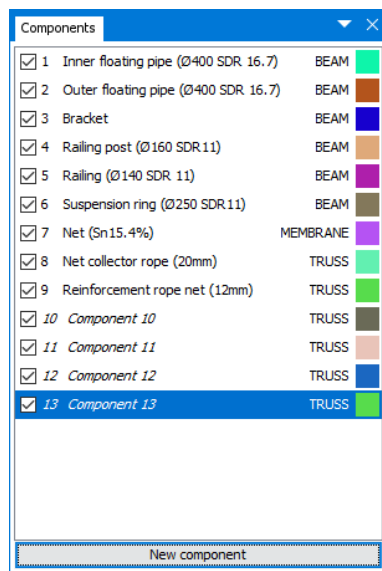 Components
1 Inner floating pipe (Ø400 SDR 16.7) BEAM
2 Outer floating pipe (Ø400 SDR 16.7) BEAM
3 Bracket BEAM
4 Railing post (Ø160 SDR11) BEAM
5 Railing (Ø140 SDR 11) BEAM
6 Suspension ring (Ø250 SDR11) BEAM
7 Net (Sn15.4%) MEMBRANE
8 Net collector rope (20mm) TRUSS
9 Reinforcement rope net (12mm) TRUSS
10 Component 10 TRUSS
11 Component 11 TRUSS
12 Component 12 TRUSS
13 Component 13 TRUSS
New component